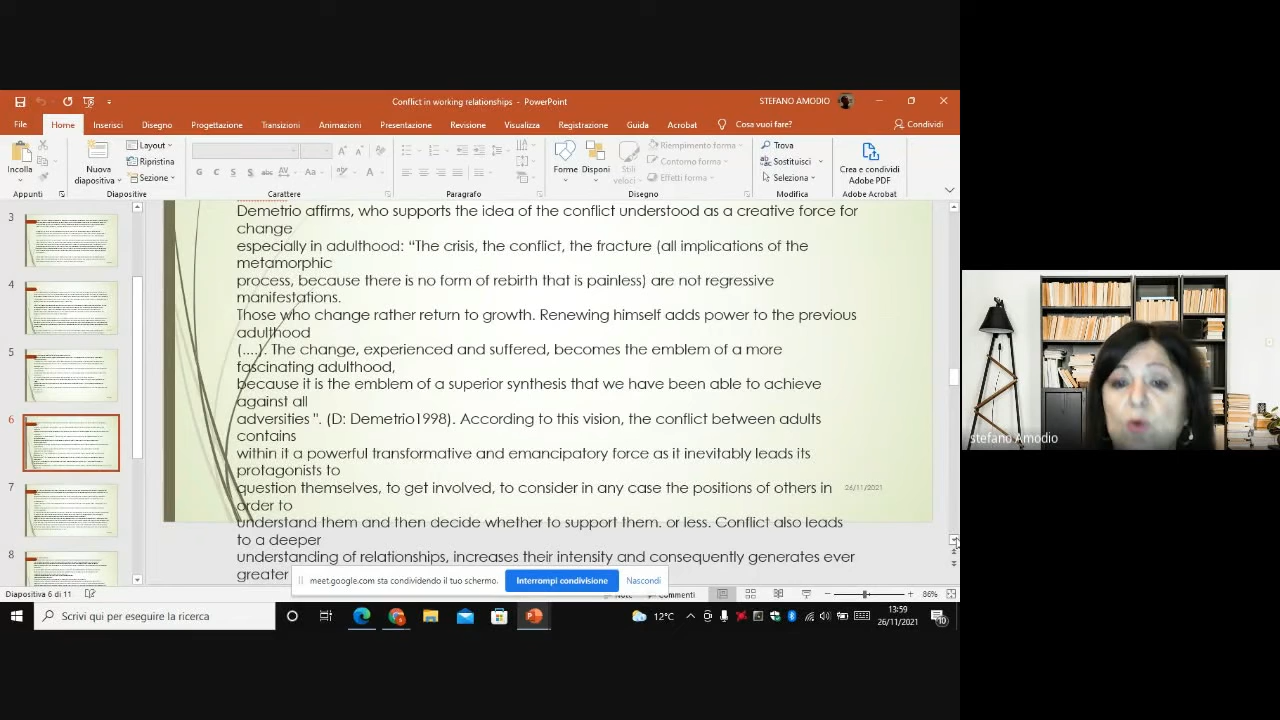 Conflict in working relationships - PowerPoint
STEFANO AMODIO
File Home Inserisci Disegno Progettazione Transizioni Animazioni Presentazione Revisione Visualizza Registrazione Guida Acrobat Cosa vuoi fare? Condividi
Incolla
Appunti
Nuova
diapositiva
Layout
Ripristina
Sezione
Diapositive
G C S S abc AV Aa A
Carattere
Paragrafo
Forme
Disponi
Stili
veloci
Riempimento forma
Contorno forma
Effetti forma
Disegno
Trova
Sostituisci
Seleziona
Modifica
Crea e condividi
Adobe PDF
Adobe Acrobat
3
4
5
6
7
8
Demetrio affirms, who supports the idea of the conflict understood as a creative force for
change
especially in adulthood: “The crisis, the conflict, the fracture (all implications of the
metamorphic
process, because there is no form of rebirth that is painless) are not regressive
manifestations.
Those who change rather return to growth. Renewing himself adds power to the previous
adulthood
(....). The change, experienced and suffered, becomes the emblem of a more
fascinating adulthood,
because it is the emblem of a superior synthesis that we have been able to achieve
against all
adversities ". (D: Demetrio1998). According to this vision, the conflict between adults
contains
within it a powerful transformative and emancipatory force as it inevitably leads its
protagonists to
question themselves, to get involved, to consider in any case the position of others in
order to
understand them and then decide whether to support them. or less. Conflict also leads
to a deeper
understanding of relationships, increases their intensity and consequently generates ever
greater
26/11/2021
stefano Amodio
meet.google.com sta condividendo il tuo schermo.
Interrompi condivisione
Nascondi
Diapositiva 6 di 11
Note
Commenti
86%
Scrivi qui per eseguire la ricerca
12°C
13:59
26/11/2021
10